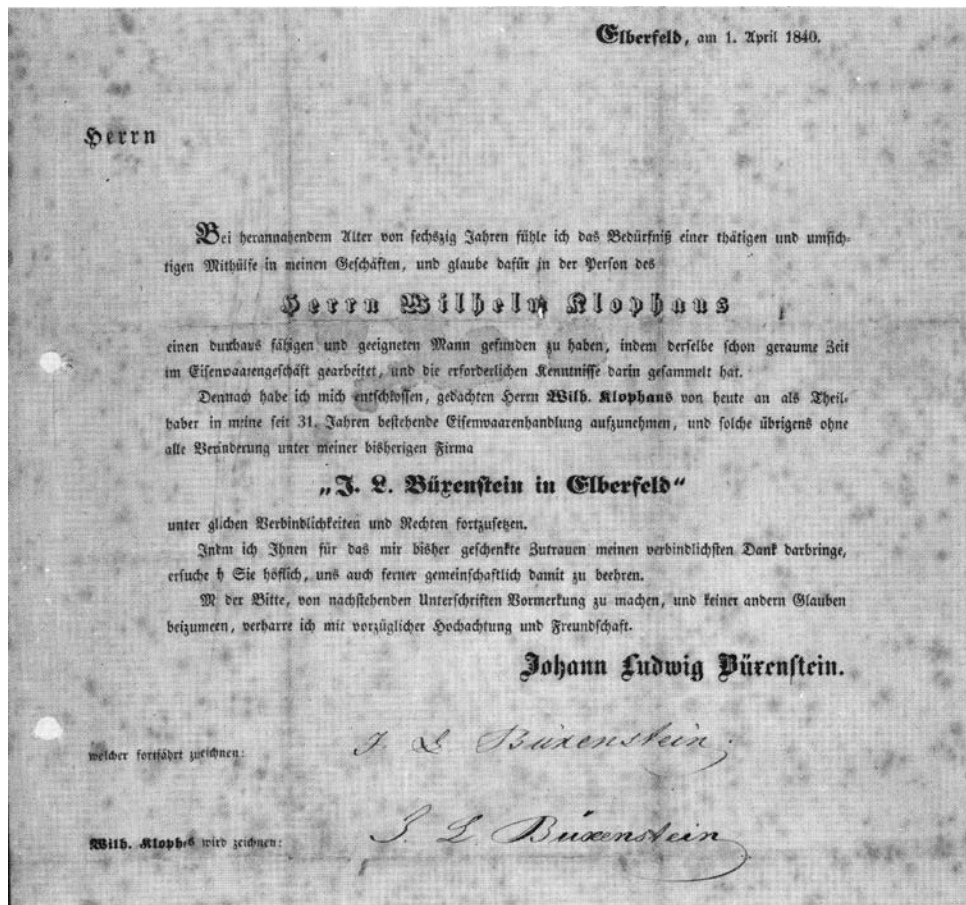 Elberfeld, am 1. April 1840.
Herrn
Bei herannahendem Alter von sechszig Jahren fühle ich das Bedürfniß einer thätigen und umsich-
tigen Mithülfe in meinen Geschäften, und glaube dafür in der Person des
Herrn Wilhelm Klophaus
einen durchaus fähigen und geeigneten Mann gefunden zu haben, indem derselbe schon geraume Zeit
im Eisenwaarengeschäft gearbeitet, und die erforderlichen Kenntnisse darin gesammelt hat.
Demnach habe ich mich entschlossen, gedachten Herrn Wilh. Klophaus von heute an als Theil-
haber in meine seit 31. Jahren bestehende Eisenwaarenhandlung aufzunehmen, und solche übrigens ohne
alle Veränderung unter meiner bisherigen Firma
„J. L. Büxenstein in Elberfeld“
unter glichen Verbindlichkeiten und Rechten fortzusetzen.
Indm ich Ihnen für das mir bisher geschenkte Zutrauen meinen verbindlichsten Dank darbringe,
ersuche h Sie höflich, uns auch ferner gemeinschaftlich damit zu beehren.
M der Bitte, von nachstehenden Unterschriften Vormerkung zu machen, und keiner andern Glauben
beizumeen, verharre ich mit vorzüglicher Hochachtung und Freundschaft.
Johann Ludwig Büxenstein.
welcher fortfährt zu zeichnen: J L Büxenstein
Wilh. Klophs wird zeichnen: J L Büxenstein